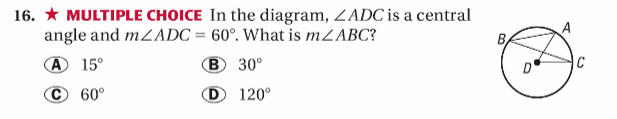 16. ★ MULTIPLE CHOICE In the diagram, ∠ADC is a central
angle and m∠ADC = 60°. What is m∠ABC?
A 15° B 30°
C 60° D 120°
A
B
C
D